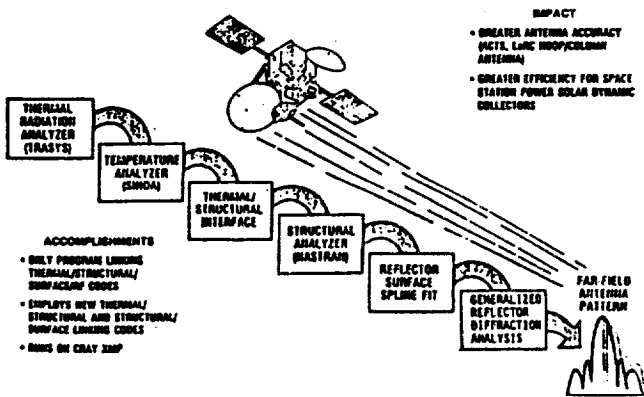 IMPACT
• GREATER ANTENNA ACCURACT
(ACTS, LeRC HOOP/COLUMN
ANTENNA)
• GREATER EFFICIENCY FOR SPACE
STATION POWER SOLAR DYNAMIC
COLLECTORS
THERMAL
RADIATION
ANALYZER
(TRASYS)
TEMPERATURE
ANALYZER
(SINDA)
THERMAL/
STRUCTURAL
INTERFACE
STRUCTURAL
ANALYZER
(NASTRAN)
REFLECTOR
SURFACE
SPLINE FIT
GENERALIZED
REFLECTOR
DIFFRACTION
ANALYSIS
FAR-FIELD
ANTENNA
PATTERN
ACCOMPLISHMENTS
• ONLY PROGRAM LINKING
THERMAL/STRUCTURAL/
SURFACE/RF CODES
• EMPLOYS NEW THERMAL/
STRUCTURAL AND STRUCTURAL/
SURFACE LINKING CODES
• RUNS ON CRAY XMP